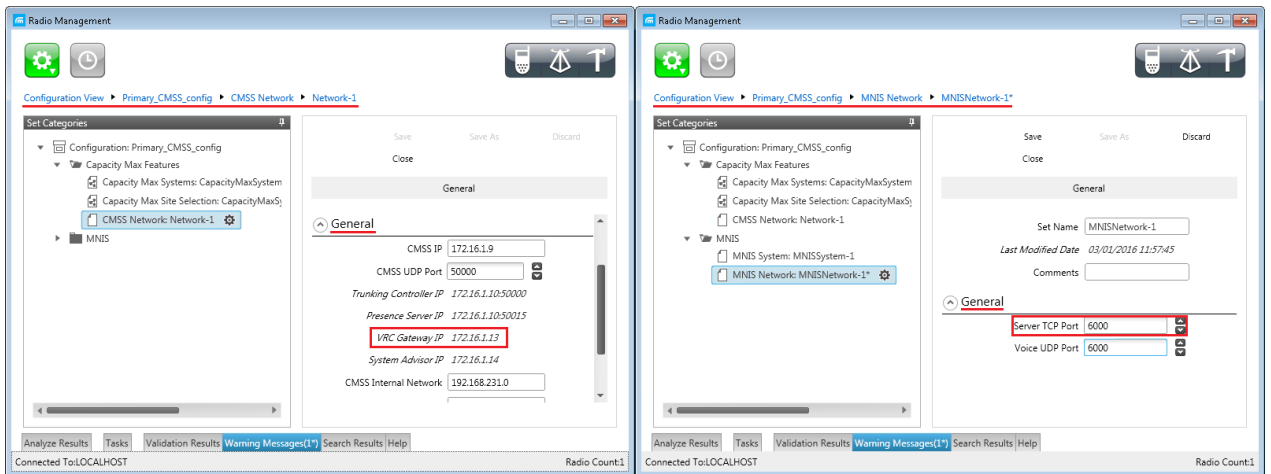 Radio Management
Configuration View Primary_CMSS_config CMSS Network Network-1
Set Categories
Configuration: Primary_CMSS_config
Capacity Max Features
Capacity Max Systems: CapacityMaxSystem
Capacity Max Site Selection: CapacityMaxSy
CMSS Network: Network-1
MNIS
Save Save As Discard
Close
General
General
CMSS IP 172.16.1.9
CMSS UDP Port 50000
Trunking Controller IP 172.16.1.10:50000
Presence Server IP 172.16.1.10:50015
VRC Gateway IP 172.16.1.13
System Advisor IP 172.16.1.14
CMSS Internal Network 192.168.231.0
Analyze Results Tasks Validation Results Warning Messages(1*) Search Results Help
Connected To:LOCALHOST Radio Count:1
Radio Management
Configuration View Primary_CMSS_config MNIS Network MNISNetwork-1*
Set Categories
Configuration: Primary_CMSS_config
Capacity Max Features
Capacity Max Systems: CapacityMaxSystem
Capacity Max Site Selection: CapacityMaxSy
CMSS Network: Network-1
MNIS
MNIS System: MNISSystem-1
MNIS Network: MNISNetwork-1*
Save Save As Discard
Close
General
Set Name MNISNetwork-1
Last Modified Date 03/01/2016 11:57:45
Comments
General
Server TCP Port 6000
Voice UDP Port 6000
Analyze Results Tasks Validation Results Warning Messages(1*) Search Results Help
Connected To:LOCALHOST Radio Count:1